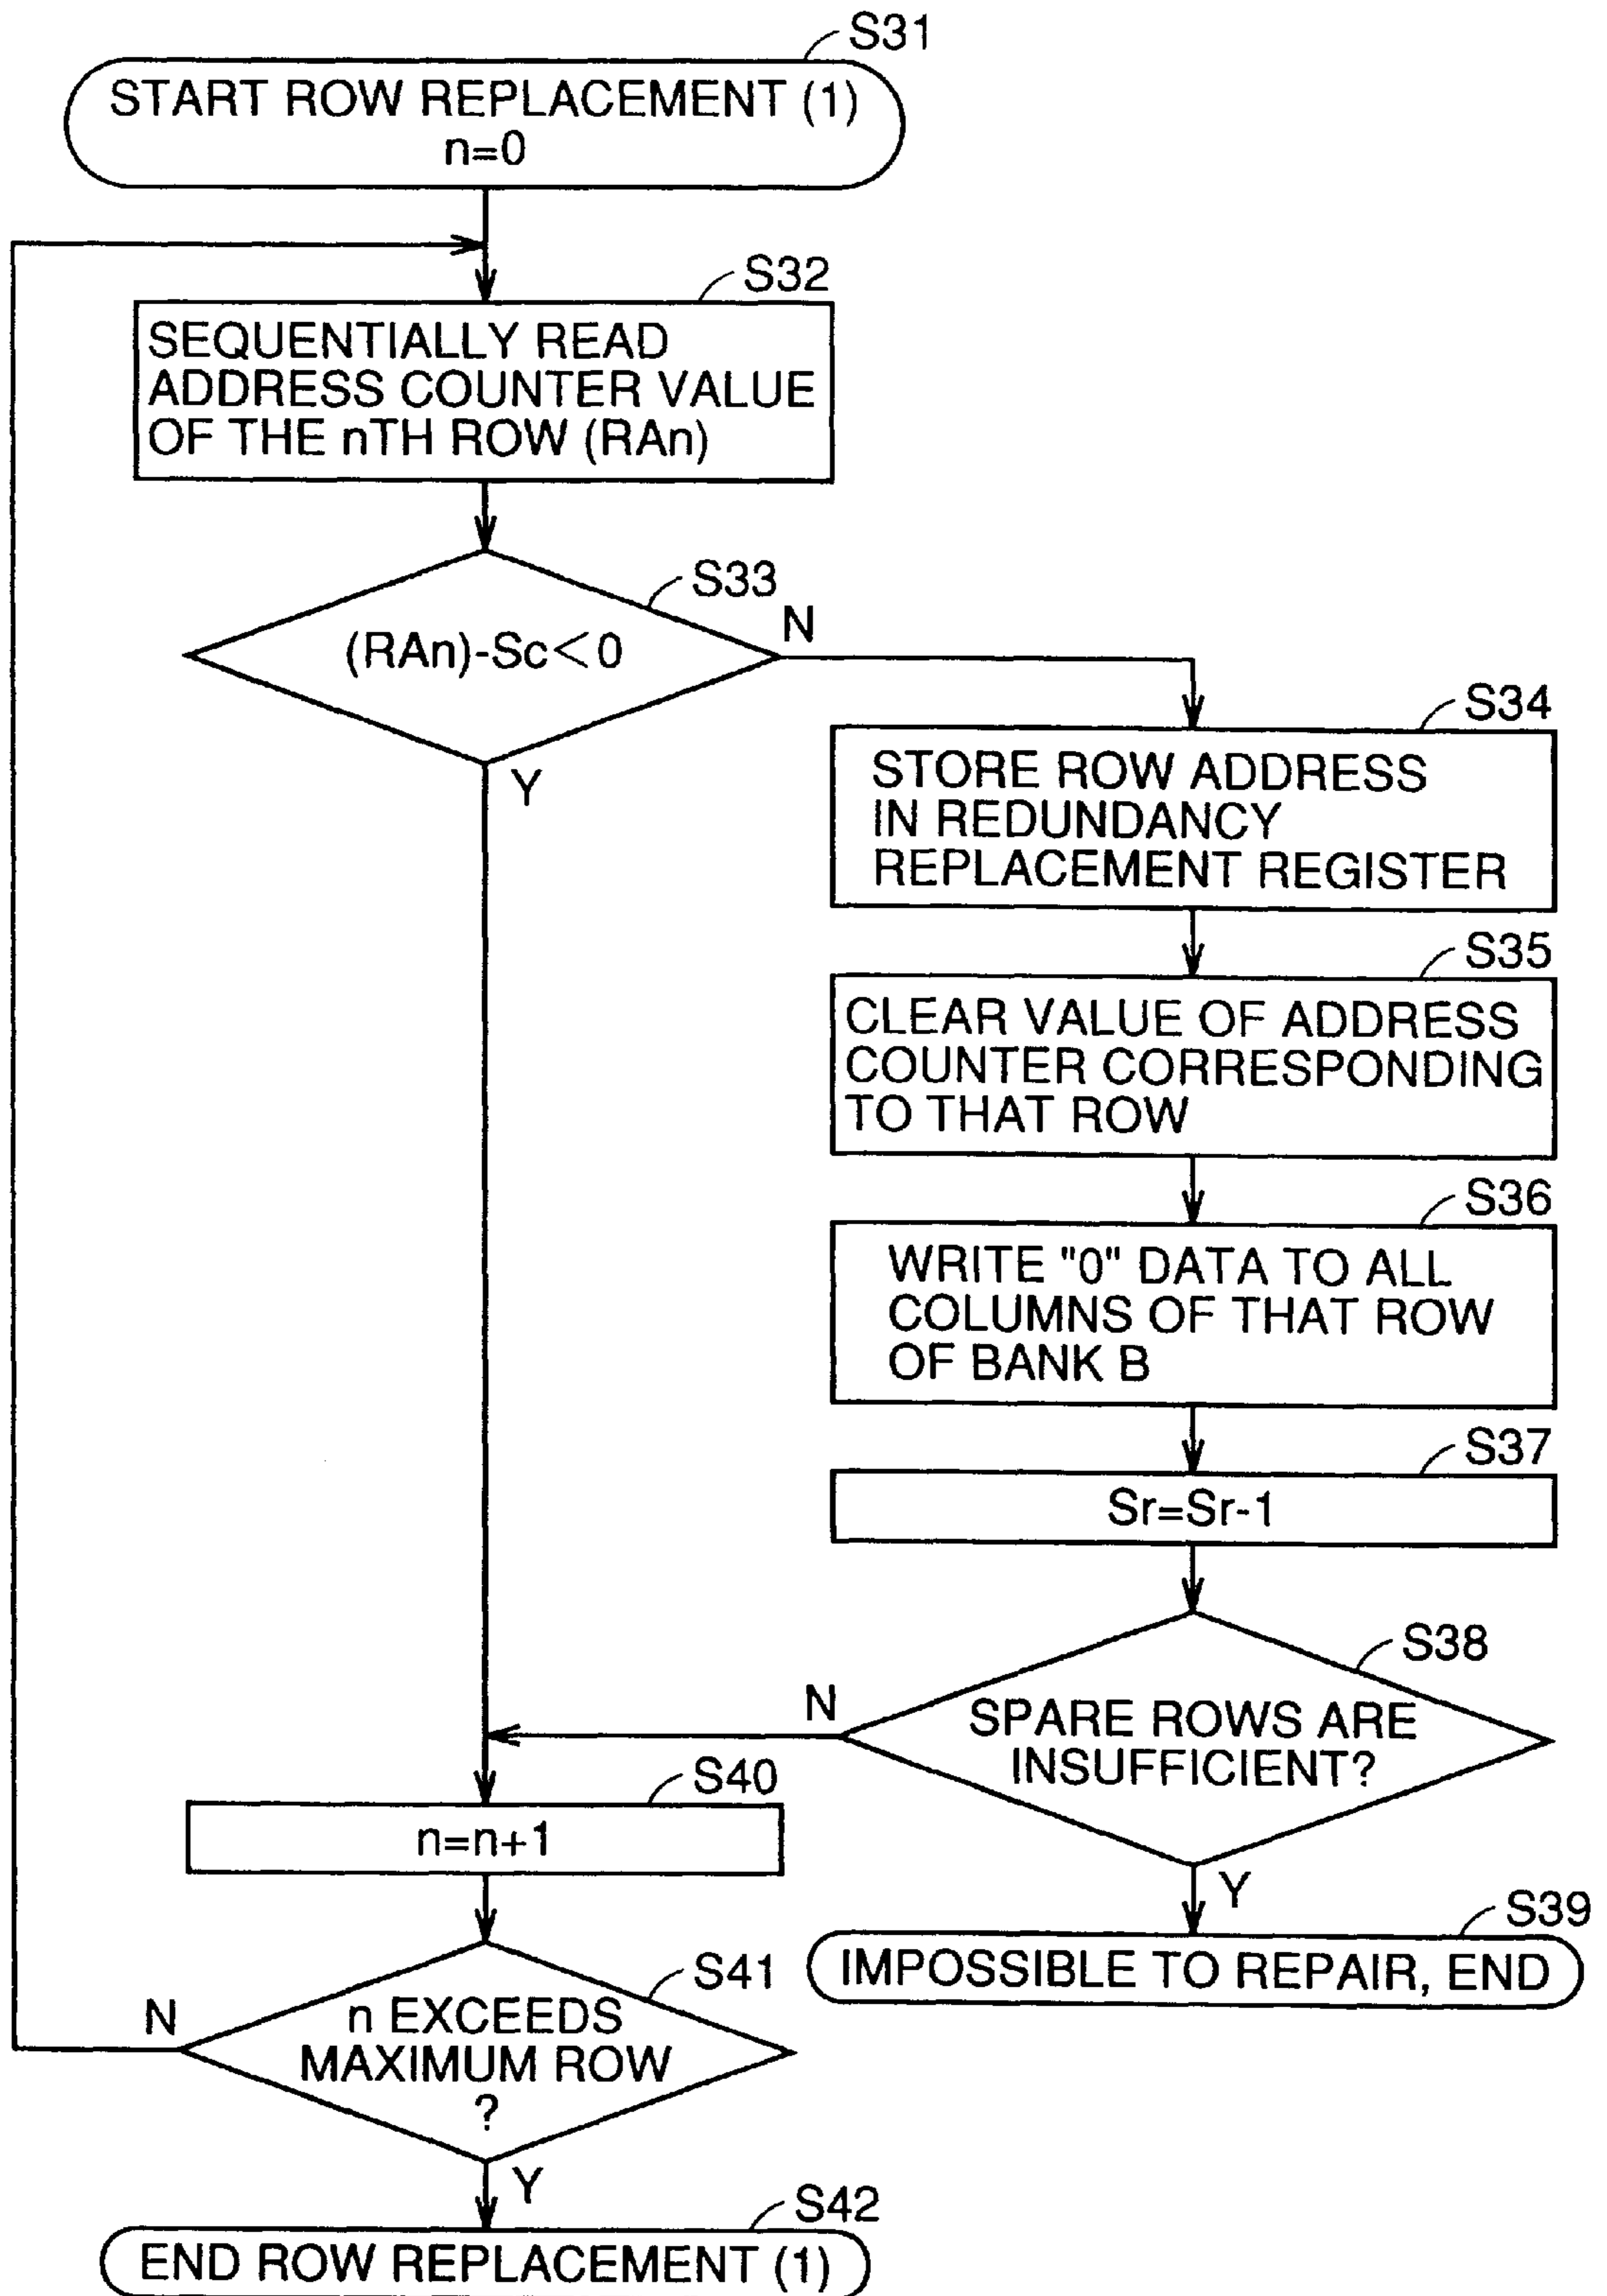 S31
START ROW REPLACEMENT (1)
n=0
S32
SEQUENTIALLY READ
ADDRESS COUNTER VALUE
OF THE nTH ROW (RAn)
S33
(RAn)-Sc<0
N
Y
S34
STORE ROW ADDRESS
IN REDUNDANCY
REPLACEMENT REGISTER
S35
CLEAR VALUE OF ADDRESS
COUNTER CORRESPONDING
TO THAT ROW
S36
WRITE "0" DATA TO ALL
COLUMNS OF THAT ROW
OF BANK B
S37
Sr=Sr-1
S38
SPARE ROWS ARE
INSUFFICIENT?
N
Y
S39
IMPOSSIBLE TO REPAIR, END
S40
n=n+1
S41
n EXCEEDS
MAXIMUM ROW
?
N
Y
S42
END ROW REPLACEMENT (1)